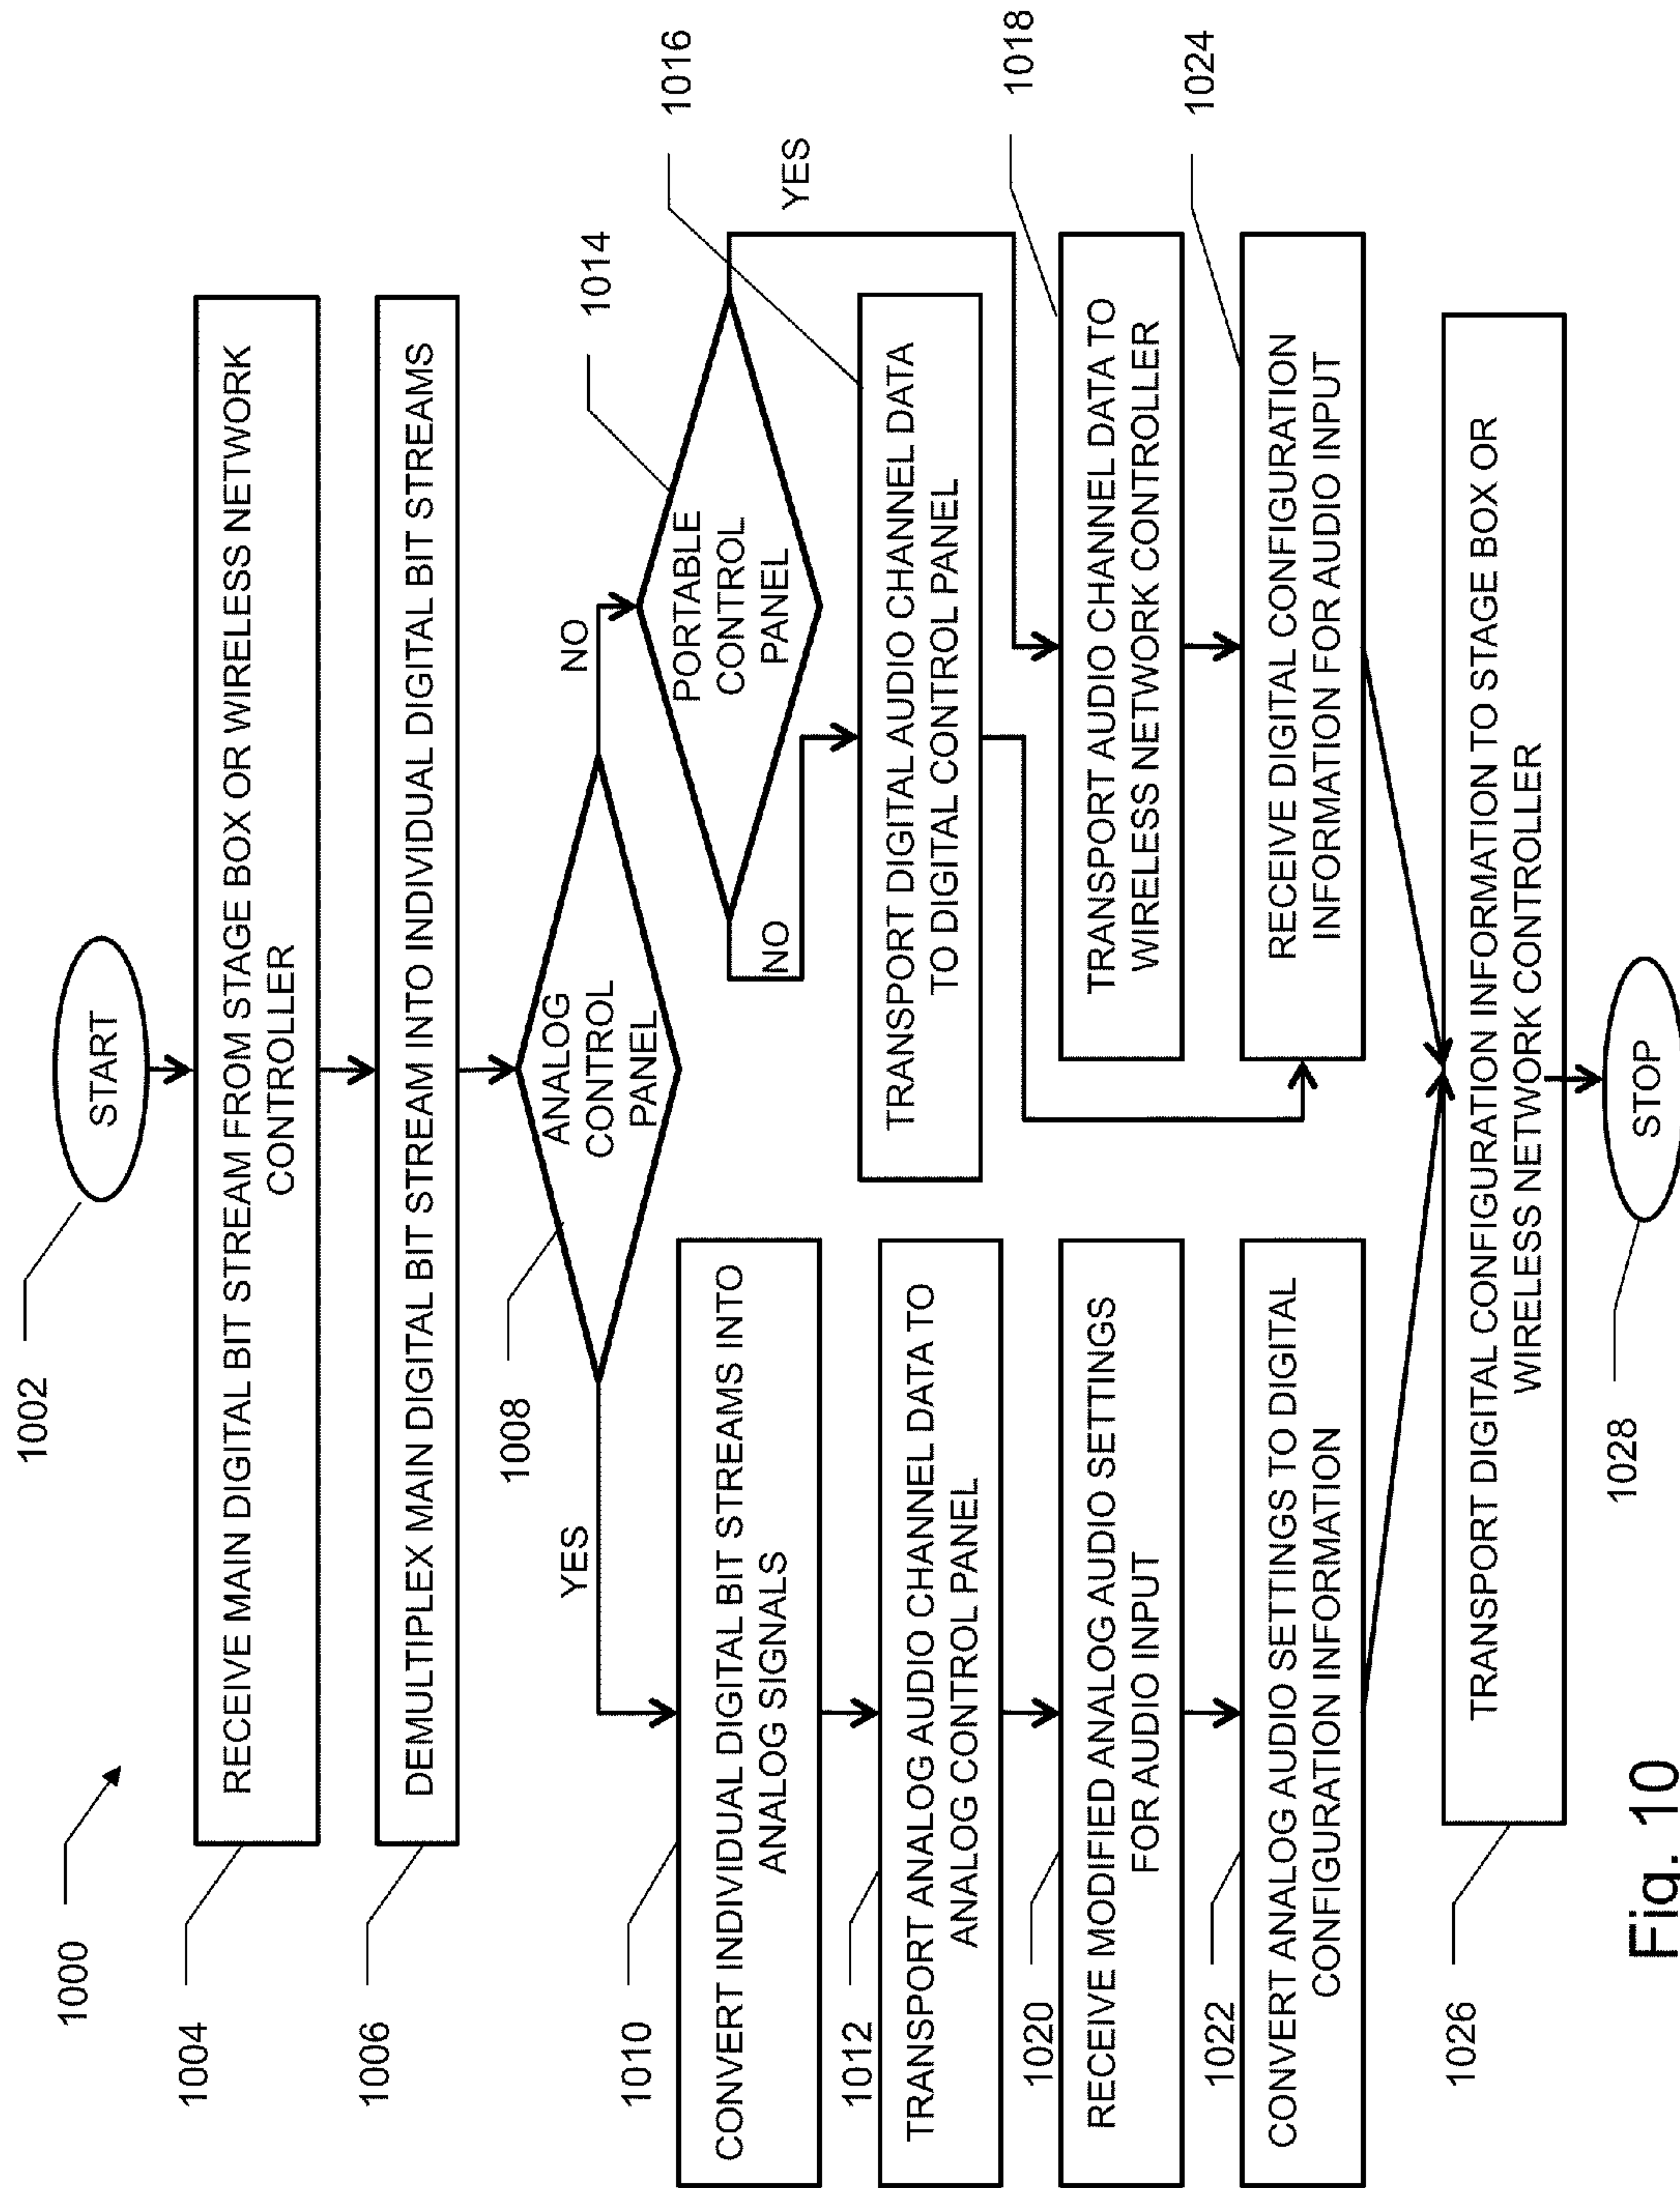 1000
1002
START
1004
RECEIVE MAIN DIGITAL BIT STREAM FROM STAGE BOX OR WIRELESS NETWORK
CONTROLLER
1006
DEMULTIPLEX MAIN DIGITAL BIT STREAM INTO INDIVIDUAL DIGITAL BIT STREAMS
1008
ANALOG
CONTROL
PANEL
YES
NO
1010
CONVERT INDIVIDUAL DIGITAL BIT STREAMS INTO
ANALOG SIGNALS
1014
PORTABLE
CONTROL
PANEL
NO
YES
1012
TRANSPORT ANALOG AUDIO CHANNEL DATA TO
ANALOG CONTROL PANEL
1016
TRANSPORT DIGITAL AUDIO CHANNEL DATA
TO DIGITAL CONTROL PANEL
1020
RECEIVE MODIFIED ANALOG AUDIO SETTINGS
FOR AUDIO INPUT
1018
TRANSPORT AUDIO CHANNEL DATA TO
WIRELESS NETWORK CONTROLLER
1022
CONVERT ANALOG AUDIO SETTINGS TO DIGITAL
CONFIGURATION INFORMATION
1024
RECEIVE DIGITAL CONFIGURATION
INFORMATION FOR AUDIO INPUT
1026
TRANSPORT DIGITAL CONFIGURATION INFORMATION TO STAGE BOX OR
WIRELESS NETWORK CONTROLLER
1028
STOP
Fig. 10